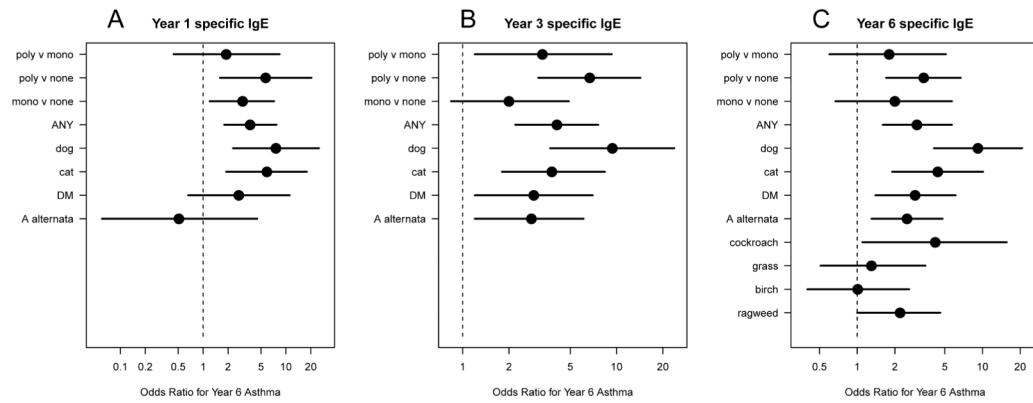 A
Year 1 specific IgE
poly v mono
poly v none
mono v none
ANY
dog
cat
DM
A alternata
0.1 0.2 0.5 1 2 5 10 20
Odds Ratio for Year 6 Asthma
B
Year 3 specific IgE
poly v mono
poly v none
mono v none
ANY
dog
cat
DM
A alternata
1 2 5 10 20
Odds Ratio for Year 6 Asthma
C
Year 6 specific IgE
poly v mono
poly v none
mono v none
ANY
dog
cat
DM
A alternata
cockroach
grass
birch
ragweed
0.5 1 2 5 10 20
Odds Ratio for Year 6 Asthma